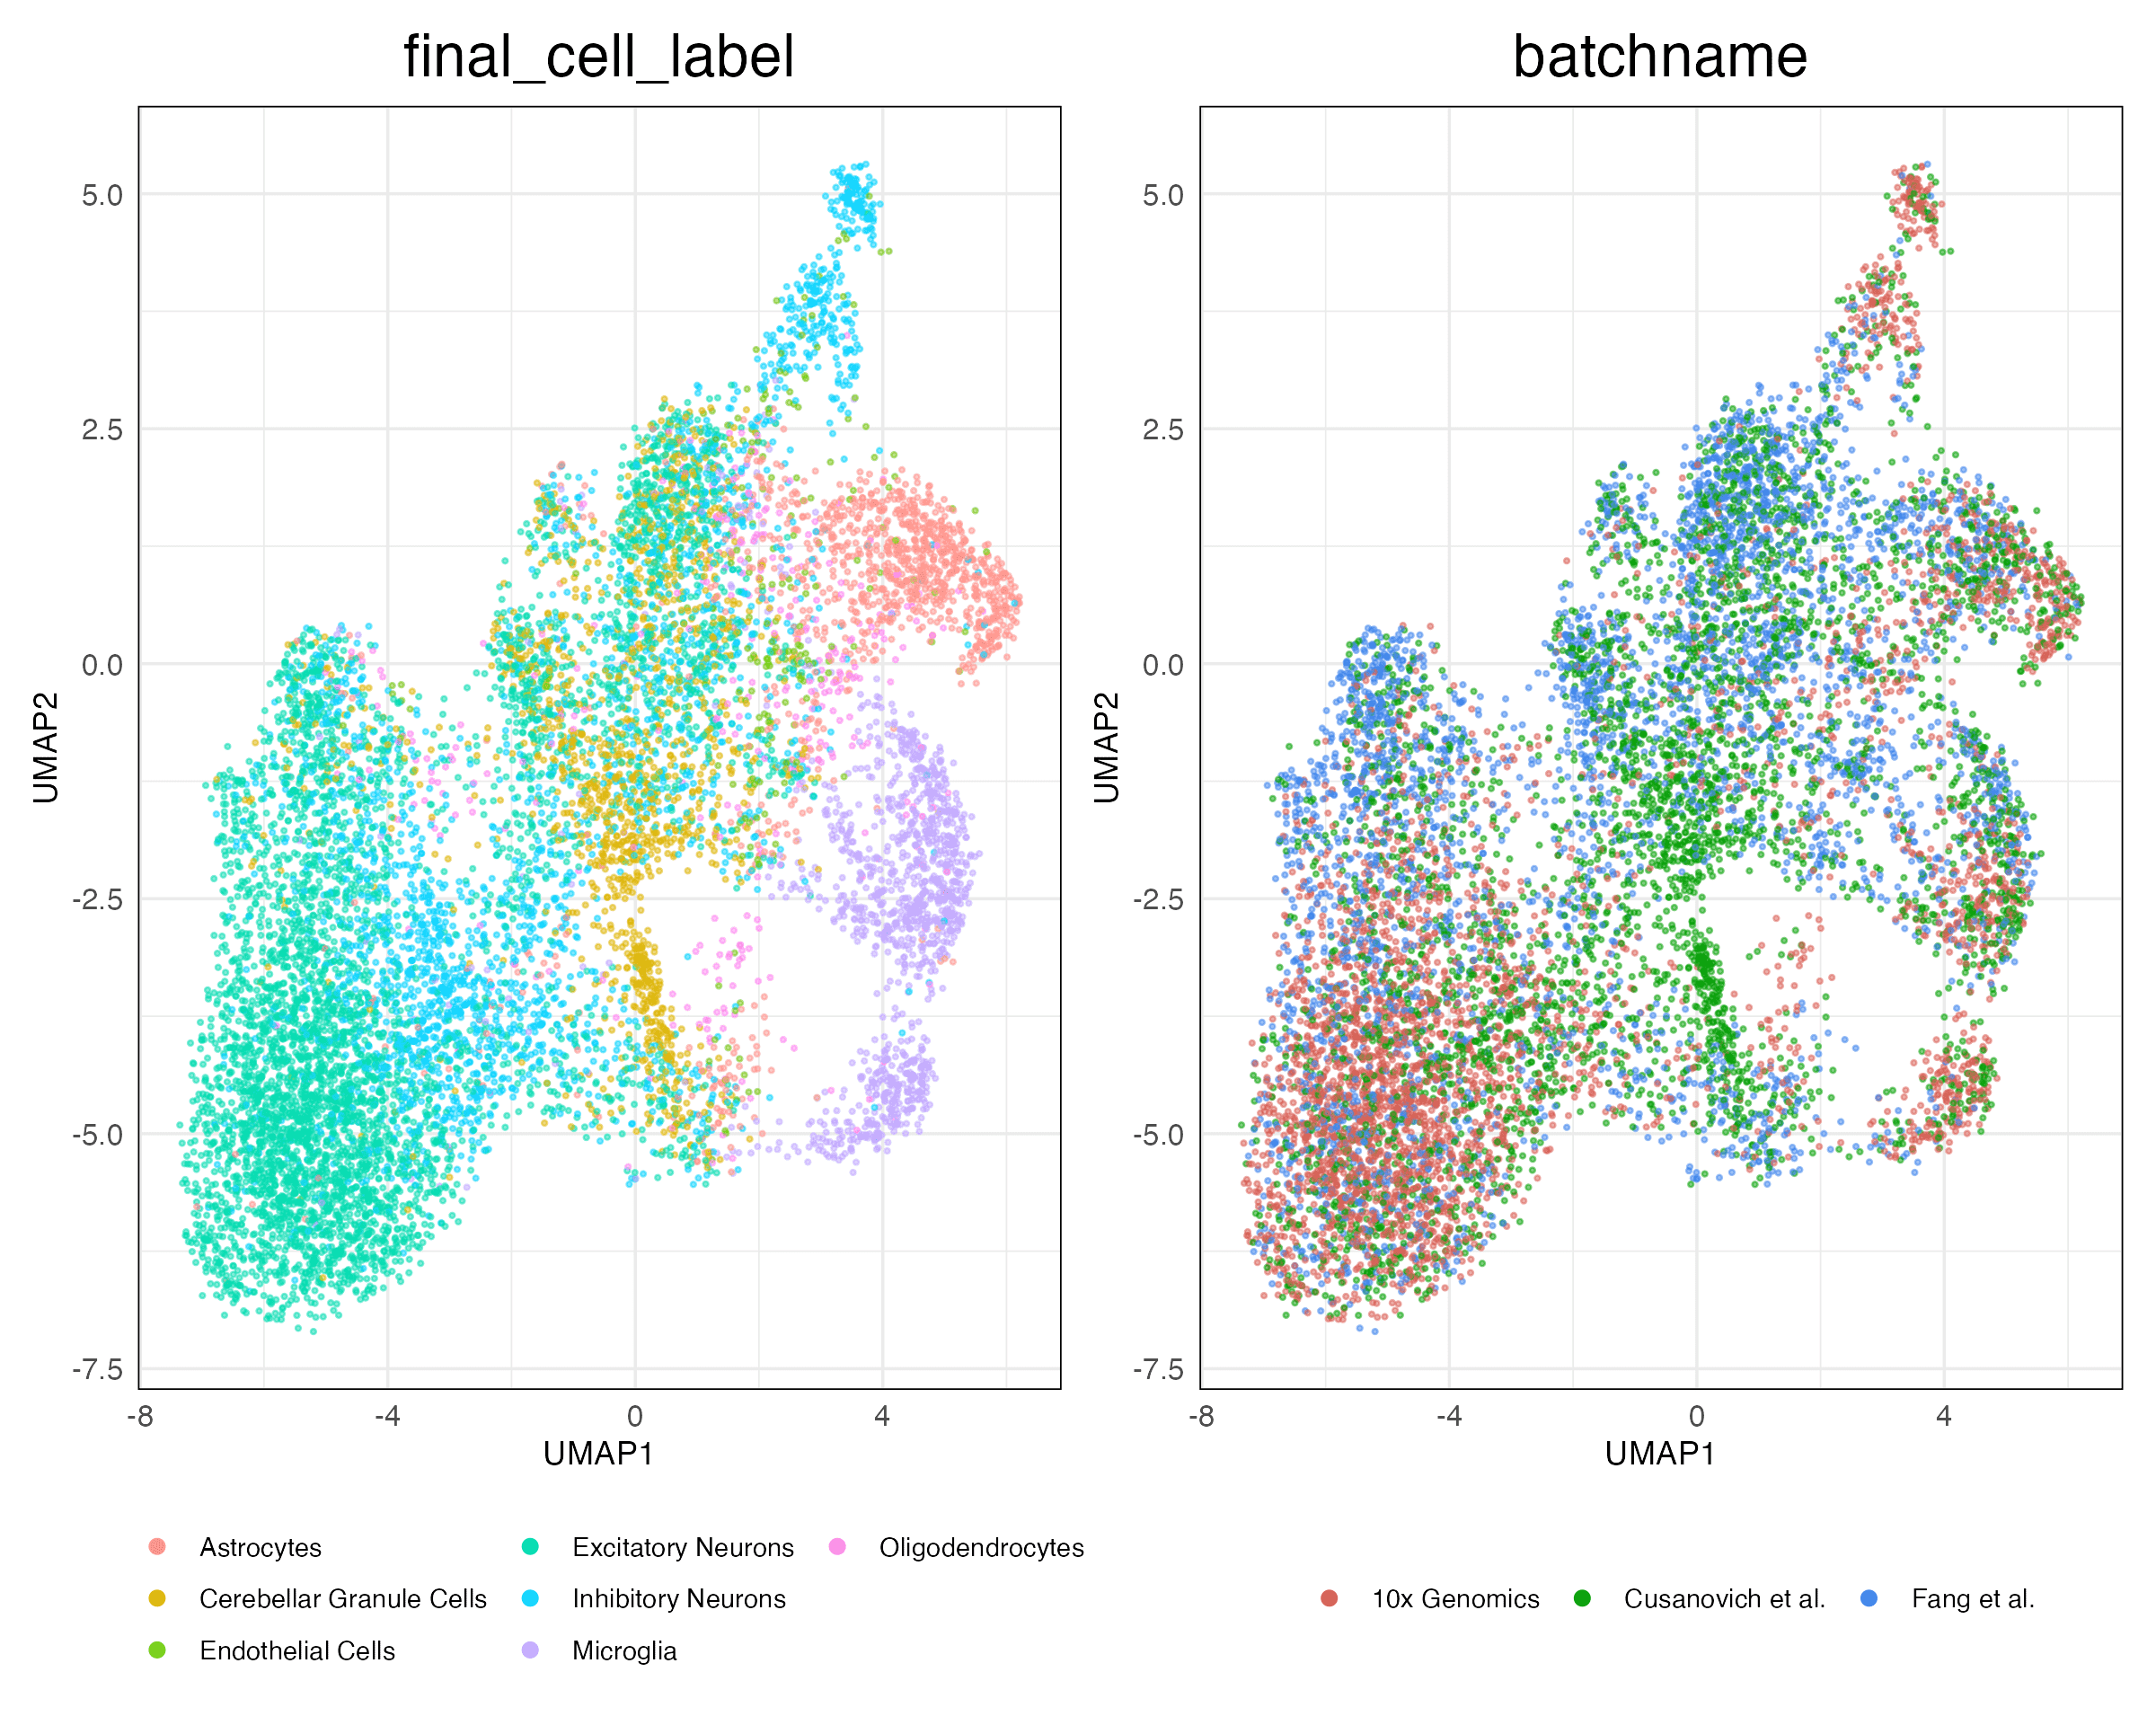 final_cell_label
batchname
5.0
2.5
0.0
-2.5
-5.0
-7.5
UMAP2
-8 -4 0 4
UMAP1
5.0
2.5
0.0
-2.5
-5.0
-7.5
UMAP2
-8 -4 0 4
UMAP1
Astrocytes Excitatory Neurons Oligodendrocytes
Cerebellar Granule Cells Inhibitory Neurons
Endothelial Cells Microglia
10x Genomics Cusanovich et al. Fang et al.